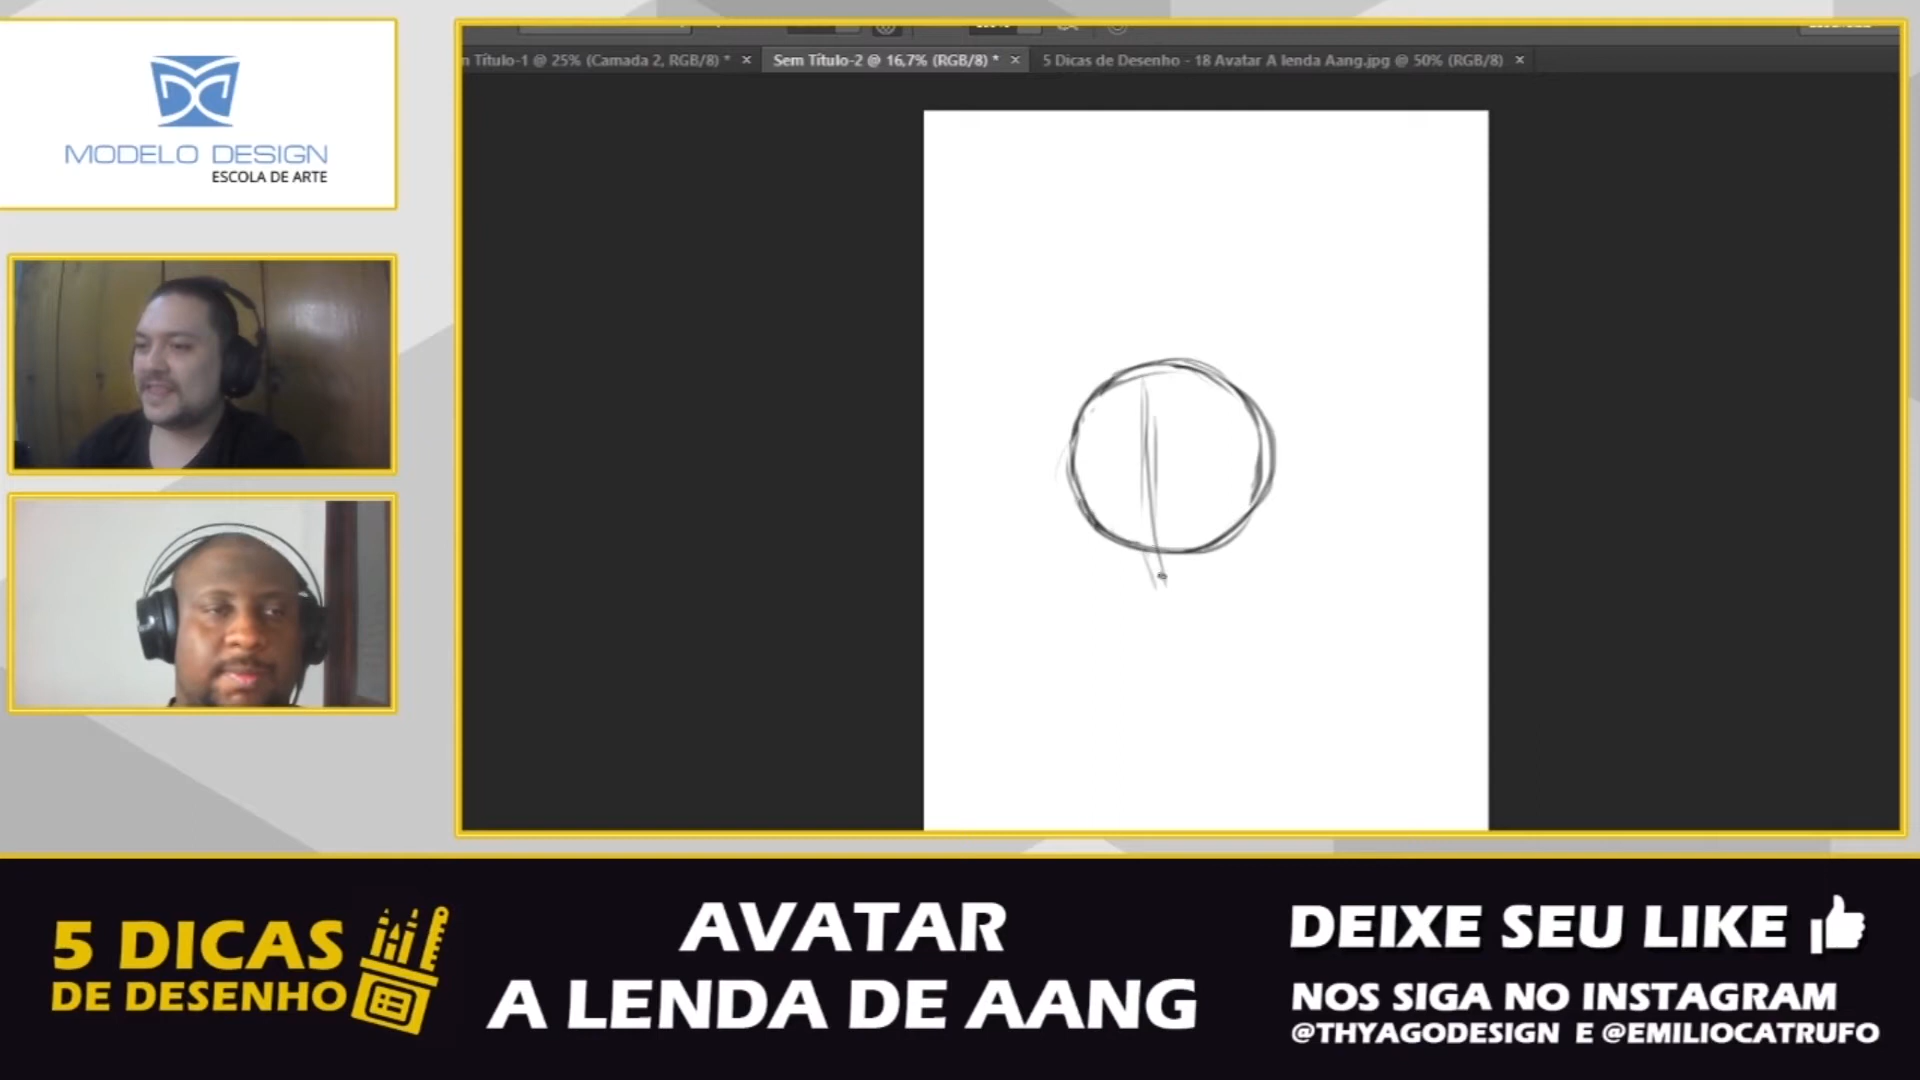 MODELO DESIGN
ESCOLA DE ARTE
Título-1 @ 25% (Camada 2, RGB/8) * ×
Sem Título-2 @ 16,7% (RGB/8) * ×
5 Dicas de Desenho - 18 Avatar A lenda Aang.jpg @ 50% (RGB/8) ×
5 DICAS
DE DESENHO
AVATAR
A LENDA DE AANG
DEIXE SEU LIKE
NOS SIGA NO INSTAGRAM
@THYAGODESIGN E @EMILIOCATRUFO